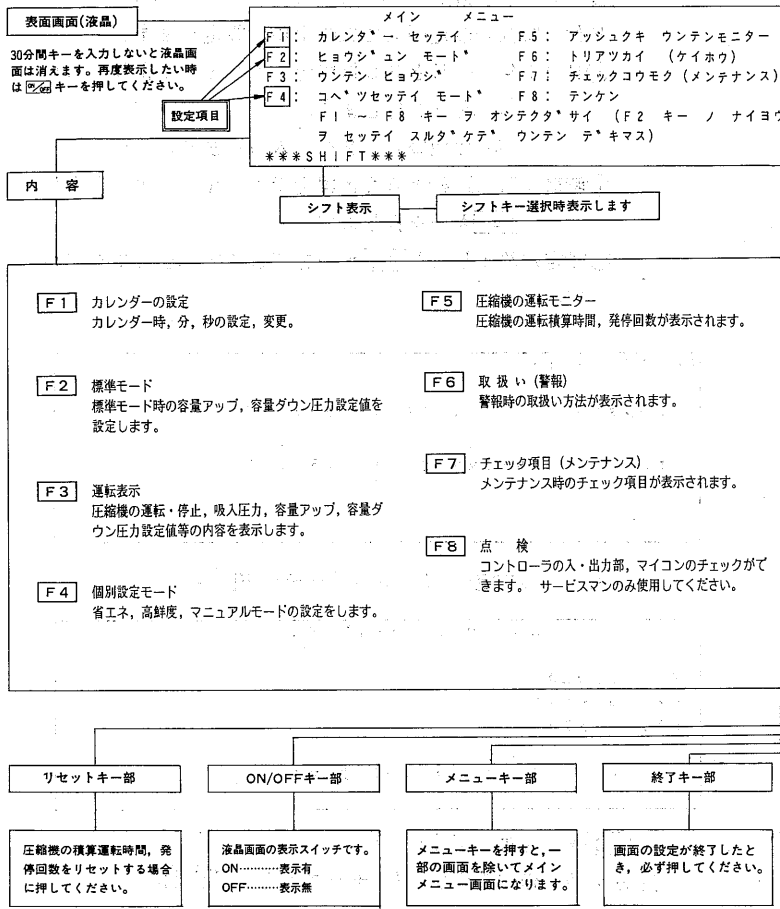 表面画面(液晶)
30分間キーを入力しないと液晶画
面は消えます。再度表示したい時
は ON/OFF キーを押してください。
設定項目
メイン　メニュー
F1： カレンダー セッテイ　F5： アッシュクキ ウンテンモニター
F2： ヒョウジュン モード　F6： トリアツカイ （ケイホウ）
F3： ウンテン ヒョウジ　F7： チェックコウモク（メンテナンス）
F4： コベツセッテイ モード　F8： テンケン
F1 ～ F8 キー ヲ オシテクダサイ （F2 キー ノ ナイヨウ
ヲ セッテイ スルダケデ ウンテン デキマス）
＊＊＊SHIFT＊＊＊
内　容
シフト表示
シフトキー選択時表示します
F1 カレンダーの設定
カレンダー時，分，秒の設定，変更。
F2 標準モード
標準モード時の容量アップ，容量ダウン圧力設定値を
設定します。
F3 運転表示
圧縮機の運転・停止，吸入圧力，容量アップ，容量ダ
ウン圧力設定値等の内容を表示します。
F4 個別設定モード
省エネ，高鮮度，マニュアルモードの設定をします。
F5 圧縮機の運転モニター
圧縮機の運転積算時間，発停回数が表示されます。
F6 取扱い（警報）
警報時の取扱い方法が表示されます。
F7 チェッタ項目（メンテナンス）
メンテナンス時のチェック項目が表示されます。
F8 点　検
コントローラの入・出力部，マイコンのチェックがで
きます。 サービスマンのみ使用してください。
リセットキー部
圧縮機の積算運転時間，発
停回数をリセットする場合
に押してください。
ON/OFFキー部
液晶画面の表示スイッチです。
ON………表示有
OFF………表示無
メニューキー部
メニューキーを押すと，一
部の画面を除いてメイン
メニュー画面になります。
終了キー部
画面の設定が終了したと
き，必ず押してください。